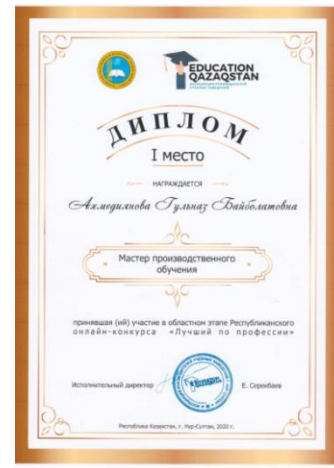 EDUCATION
QAZAQSTAN
ДИПЛОМ
I место
НАГРАЖДАЕТСЯ
Ахмедиянова Гульназ Байболатовна
Мастер производственного
обучения
принявшая (ий) участие в областном этапе Республиканского
онлайн-конкурса «Лучший по профессии»
Исполнительный директор
Е. Серкебаев
Республика Казахстан, г. Нур-Султан, 2020 г.